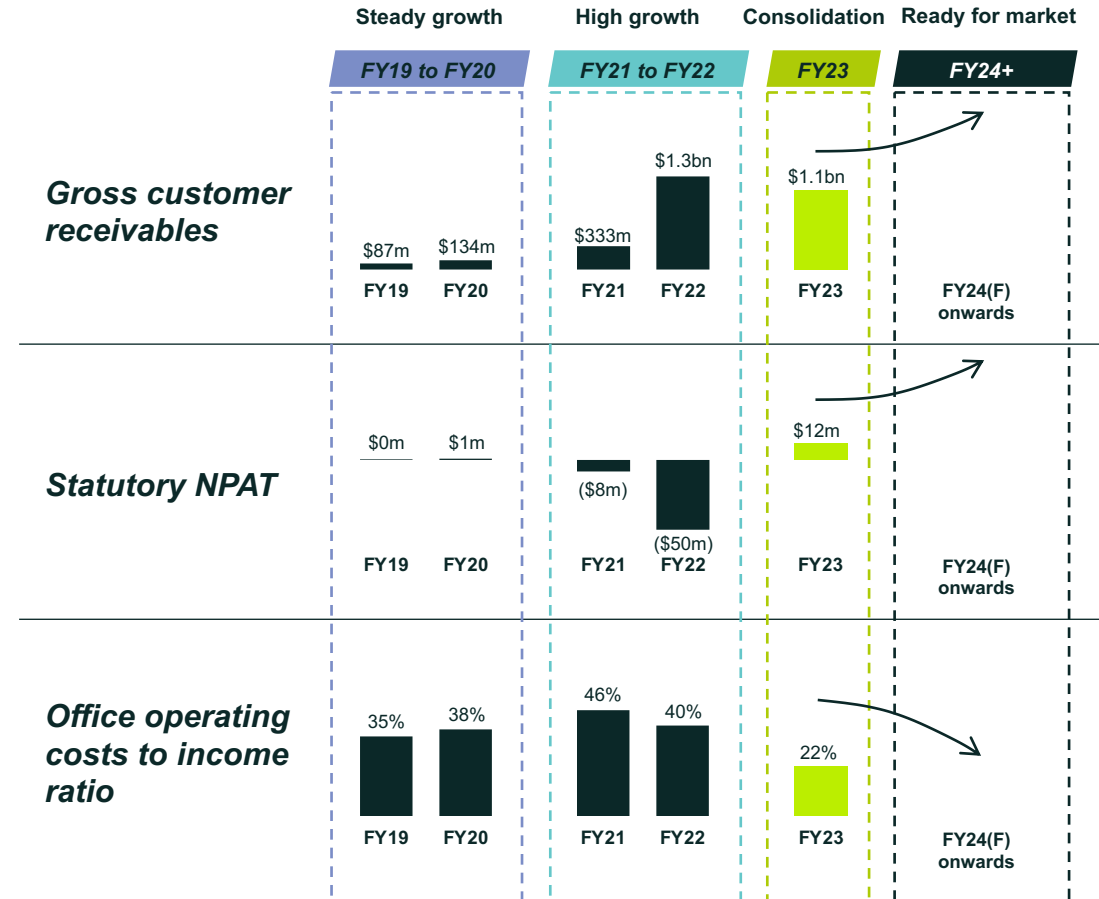 Steady growth
High growth
Consolidation
Ready for market
FY19 to FY20
FY21 to FY22
FY23
FY24+
Gross customer
receivables
$87m
$134m
$333m
$1.3bn
$1.1bn
FY19
FY20
FY21
FY22
FY23
FY24(F)
onwards
Statutory NPAT
$0m
$1m
($8m)
($50m)
$12m
FY19
FY20
FY21
FY22
FY23
FY24(F)
onwards
Office operating
costs to income
ratio
35%
38%
46%
40%
22%
FY19
FY20
FY21
FY22
FY23
FY24(F)
onwards